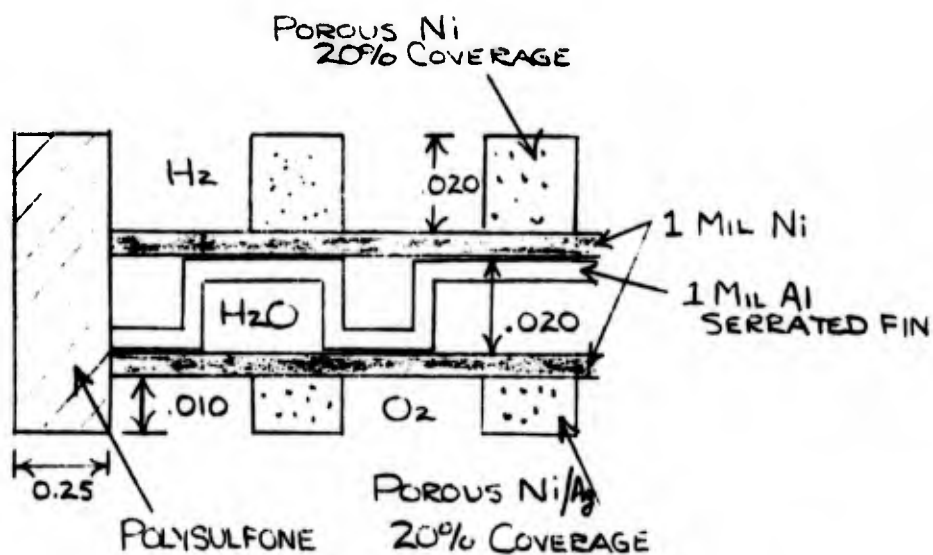 POROUS Ni
20% COVERAGE
H2
.020
1 MIL Ni
1 MIL Al
SERRATED FIN
H2O
.020
.010
O2
0.25
POROUS Ni/Ag
20% COVERAGE
POLYSULFONE